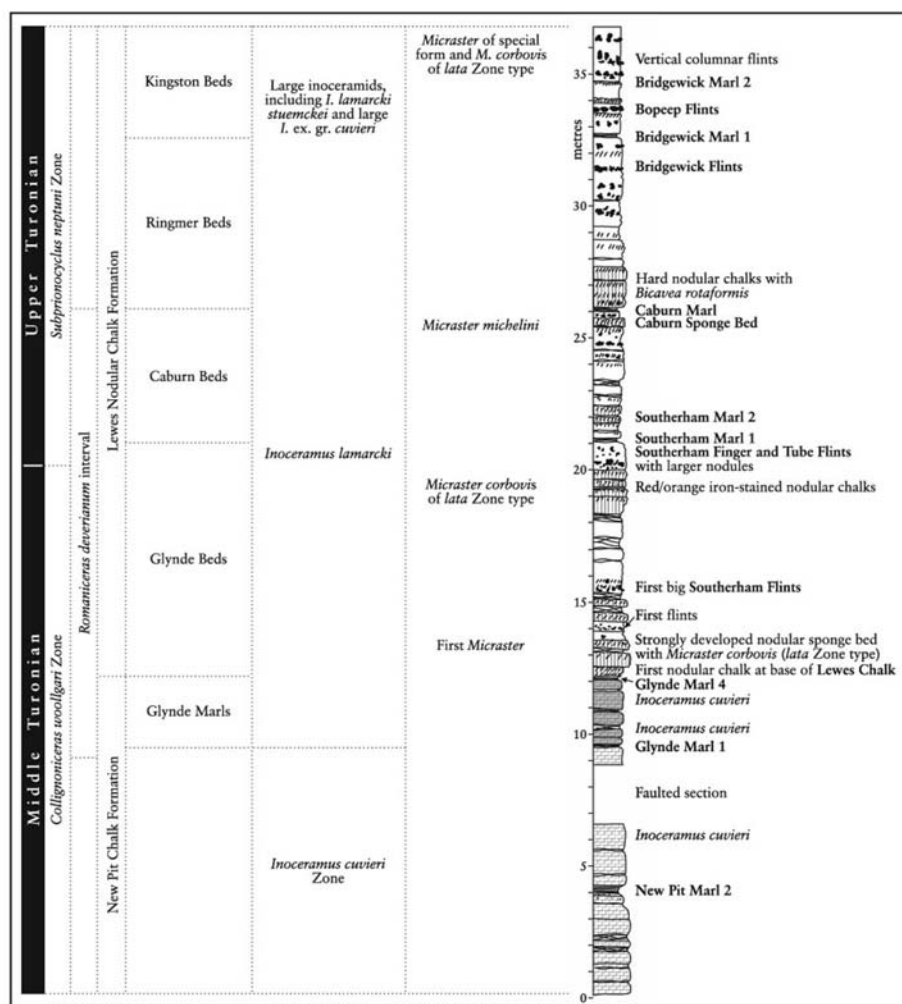 Upper Turonian
Middle Turonian
Subprionocyclus neptuni Zone
Collignoniceras woollgari Zone
Romaniceras deverianum interval
Lewes Nodular Chalk Formation
New Pit Chalk Formation
Kingston Beds
Ringmer Beds
Caburn Beds
Glynde Beds
Glynde Marls
Large inoceramids,
including I. lamarcki
stuemckei and large
I. ex. gr. cuvieri
Inoceramus lamarcki
Inoceramus cuvieri
Zone
Micraster of special
form and M. corbovis
of lata Zone type
Micraster michelini
Micraster corbovis
of lata Zone type
First Micraster
metres
35
30
25
20
15
10
5
0
Vertical columnar flints
Bridgewick Marl 2
Bopeep Flints
Bridgewick Marl 1
Bridgewick Flints
Hard nodular chalks with
Bicavea rotaformis
Caburn Marl
Caburn Sponge Bed
Southerham Marl 2
Southerham Marl 1
Southerham Finger and Tube Flints
with larger nodules
Red/orange iron-stained nodular chalks
First big Southerham Flints
First flints
Strongly developed nodular sponge bed
with Micraster corbovis (lata Zone type)
First nodular chalk at base of Lewes Chalk
Glynde Marl 4
Inoceramus cuvieri
Inoceramus cuvieri
Glynde Marl 1
Faulted section
Inoceramus cuvieri
New Pit Marl 2